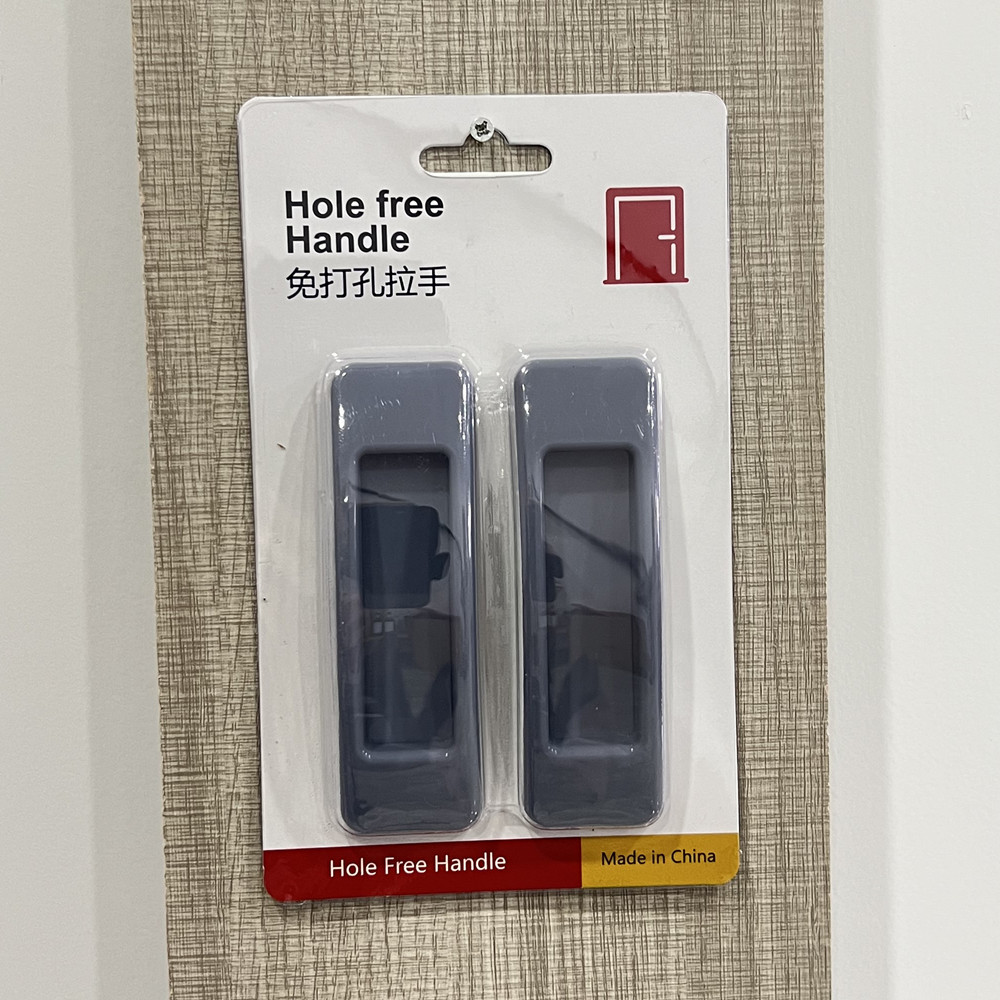 Hole free
Handle
免打孔拉手
Hole Free Handle
Made in China